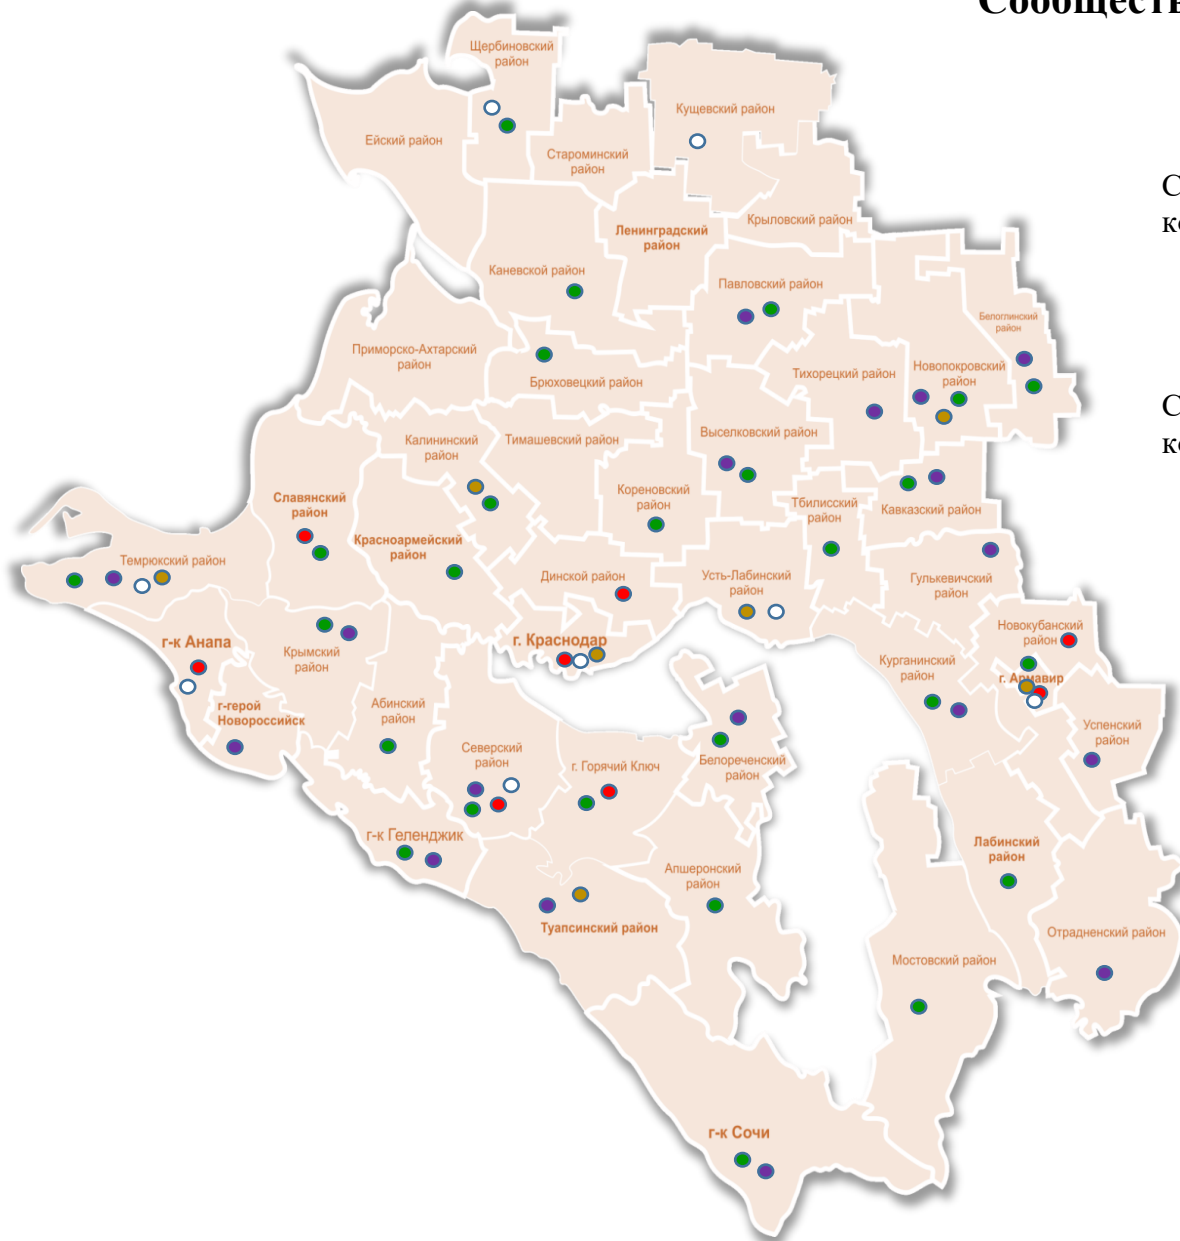 Сообществ
Щербиновский
район
Кущевский район
Ейский район
Староминский
район
С
ко
Крыловский район
Ленинградский
район
Каневской район
Павловский район
Белоглинский
район
Приморско-Ахтарский
район
Тихорецкий район
Новопокровский
район
Брюховецкий район
С
ко
Калининский
район
Тимашевский район
Выселковский район
Славянский
район
Кореновский
район
Тбилисский
район
Кавказский район
Красноармейский
район
Темрюкский район
Динской район
Усть-Лабинский
район
Гулькевичский
район
г-к Анапа
Крымский
район
г. Краснодар
Новокубанский
район
Курганинский
район
г. Армавир
г-герой
Новороссийск
Абинский
район
Успенский
район
Северский
район
г. Горячий Ключ
Белореченский
район
г-к Геленджик
Апшеронский
район
Лабинский
район
Туапсинский район
Отрадненский район
Мостовский район
г-к Сочи